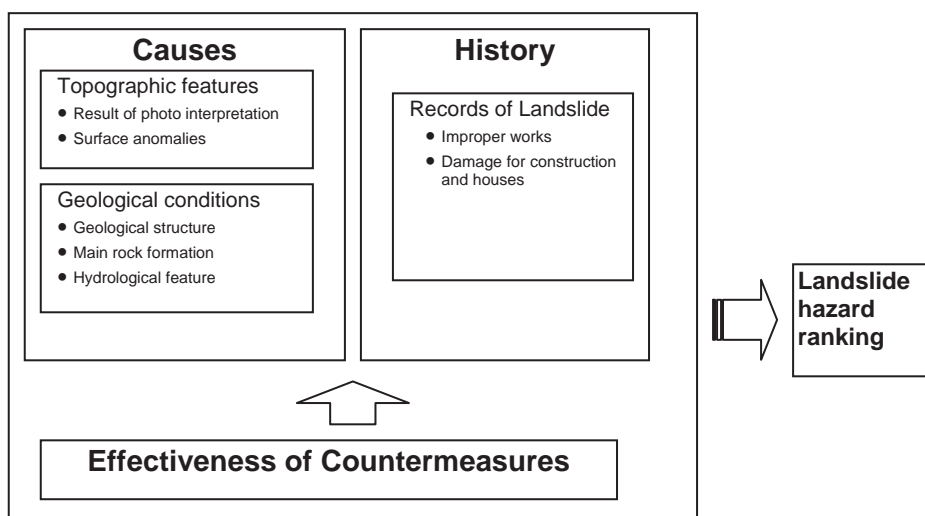 Causes
Topographic features
• Result of photo interpretation
• Surface anomalies
Geological conditions
• Geological structure
• Main rock formation
• Hydrological feature
History
Records of Landslide
• Improper works
• Damage for construction
and houses
Effectiveness of Countermeasures
Landslide
hazard
ranking